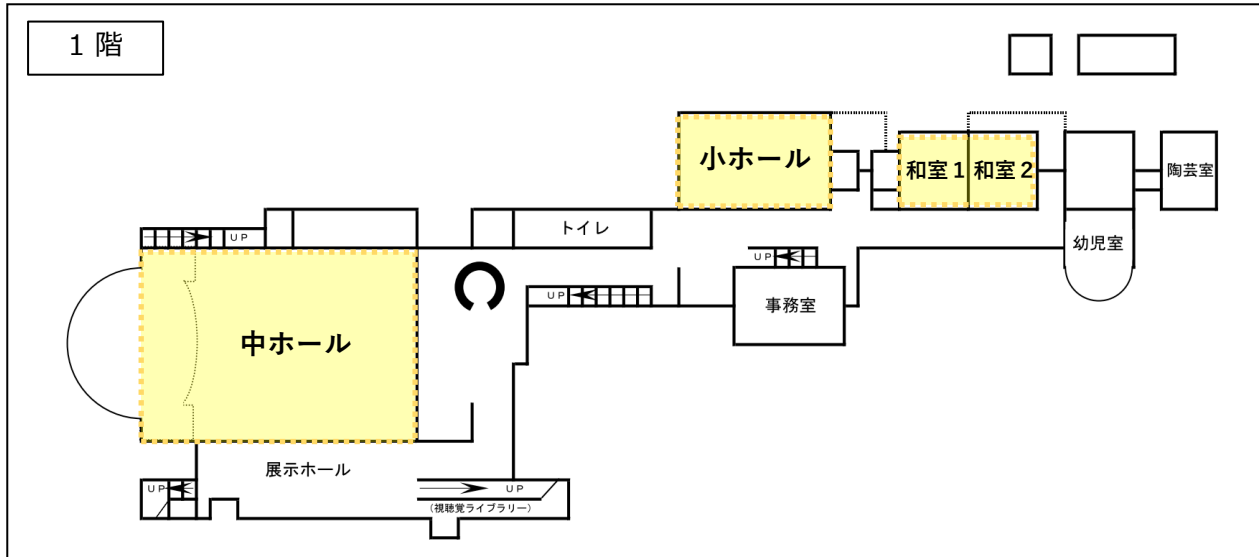 1 階
小ホール
和室 1
和室 2
陶芸室
トイレ
UP
幼児室
UP
事務室
UP
中ホール
展示ホール
UP
UP
(視聴覚ライブラリー)